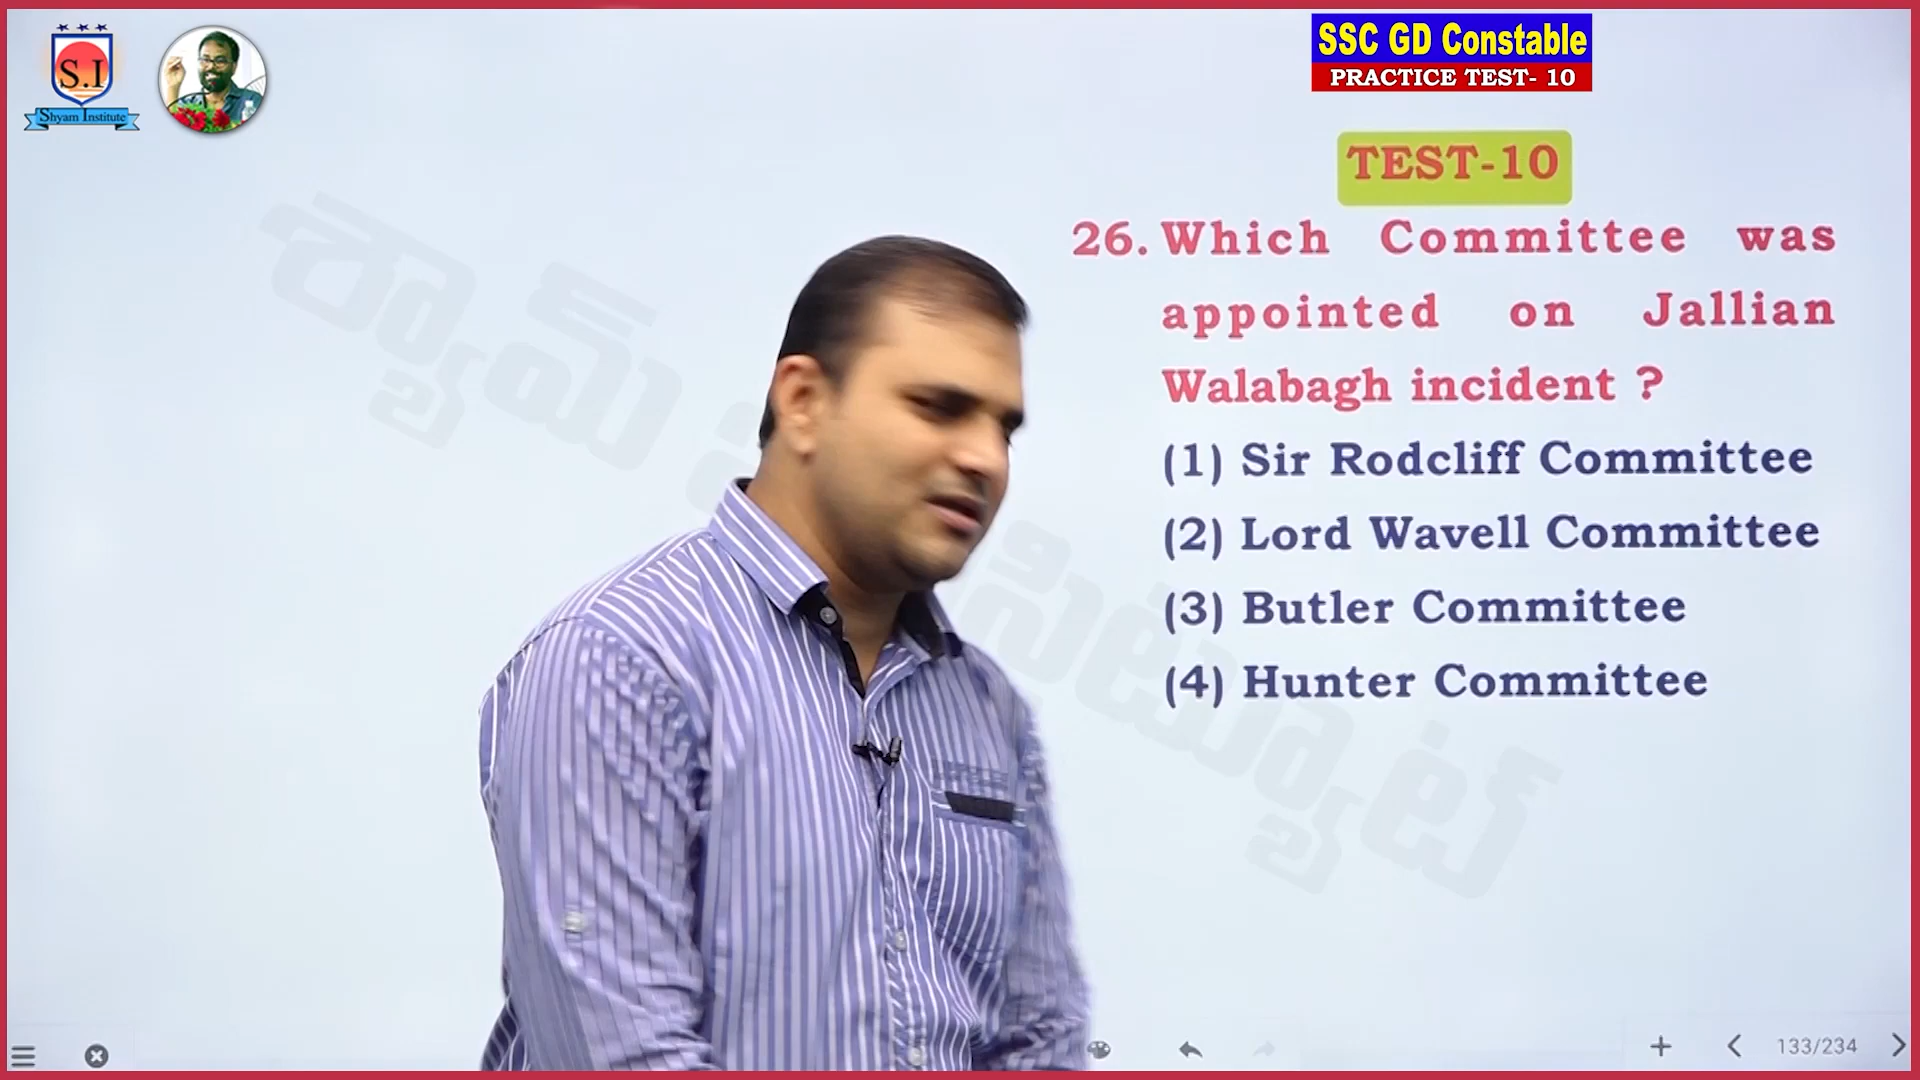 S.I
Shyam Institute
SSC GD Constable
PRACTICE TEST- 10
TEST-10
26. Which Committee was
appointed on Jallian
Walabagh incident ?
(1) Sir Rodcliff Committee
(2) Lord Wavell Committee
(3) Butler Committee
(4) Hunter Committee
శ్యామ్
133/234